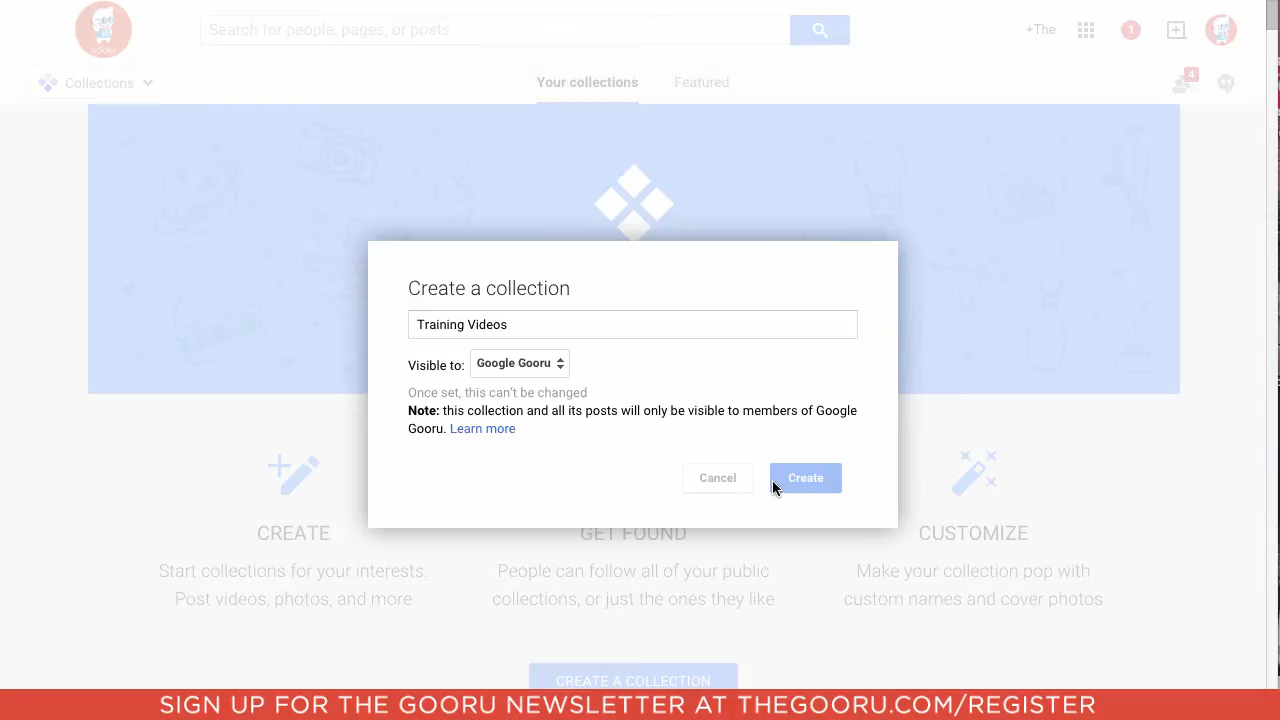 GOORU
Search for people, pages, or posts
+The
1
Collections
Your collections
Featured
4
Create a collection
Training Videos
Visible to: Google Gooru
Once set, this can't be changed
Note: this collection and all its posts will only be visible to members of Google
Gooru. Learn more
Cancel
Create
CREATE
Start collections for your interests.
Post videos, photos, and more
GET FOUND
People can follow all of your public
collections, or just the ones they like
CUSTOMIZE
Make your collection pop with
custom names and cover photos
CREATE A COLLECTION
SIGN UP FOR THE GOORU NEWSLETTER AT THEGOORU.COM/REGISTER